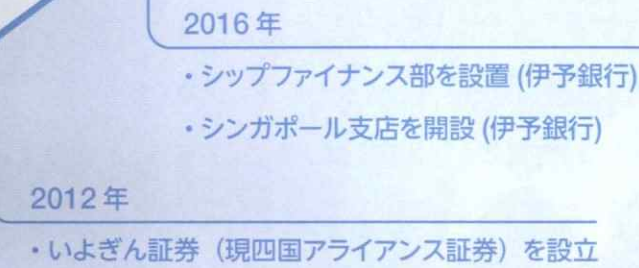 2016年
・シップファイナンス部を設置 (伊予銀行)
・シンガポール支店を開設 (伊予銀行)
2012年
・いよぎん証券（現四国アライアンス証券）を設立